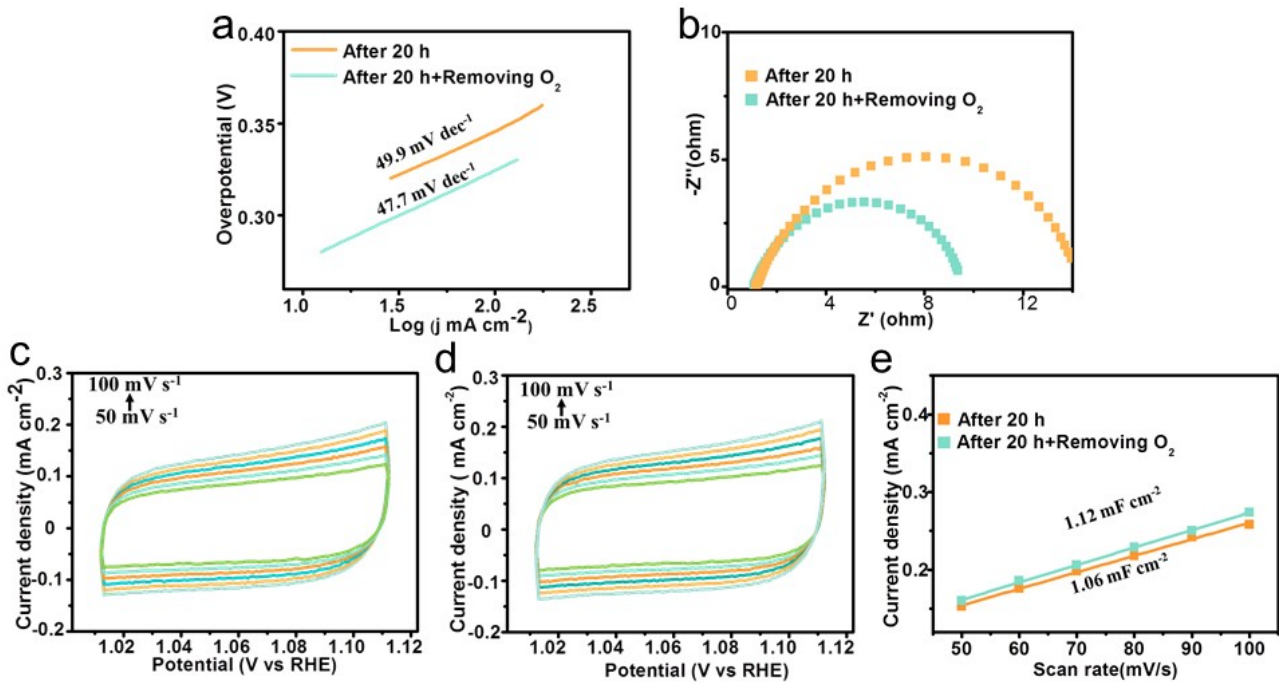 a
0.40
0.35
0.30
Overpotential (V)
After 20 h
After 20 h+Removing O₂
49.9 mV dec⁻¹
47.7 mV dec⁻¹
1.0 1.5 2.0 2.5
Log (j mA cm⁻²)
b
10
5
0
-Z''(ohm)
After 20 h
After 20 h+Removing O₂
0 4 8 12
Z' (ohm)
c
0.3
0.2
0.1
0
-0.1
-0.2
Current density (mA cm⁻²)
100 mV s⁻¹
50 mV s⁻¹
1.02 1.04 1.06 1.08 1.10 1.12
Potential (V vs RHE)
d
0.3
0.2
0.1
0
-0.1
-0.2
Current density ( mA cm⁻²)
100 mV s⁻¹
50 mV s⁻¹
1.02 1.04 1.06 1.08 1.10 1.12
Potential (V vs RHE)
e
0.4
0.3
0.2
Current density ( mA cm⁻²)
After 20 h
After 20 h+Removing O₂
1.12 mF cm⁻²
1.06 mF cm⁻²
50 60 70 80 90 100
Scan rate(mV/s)